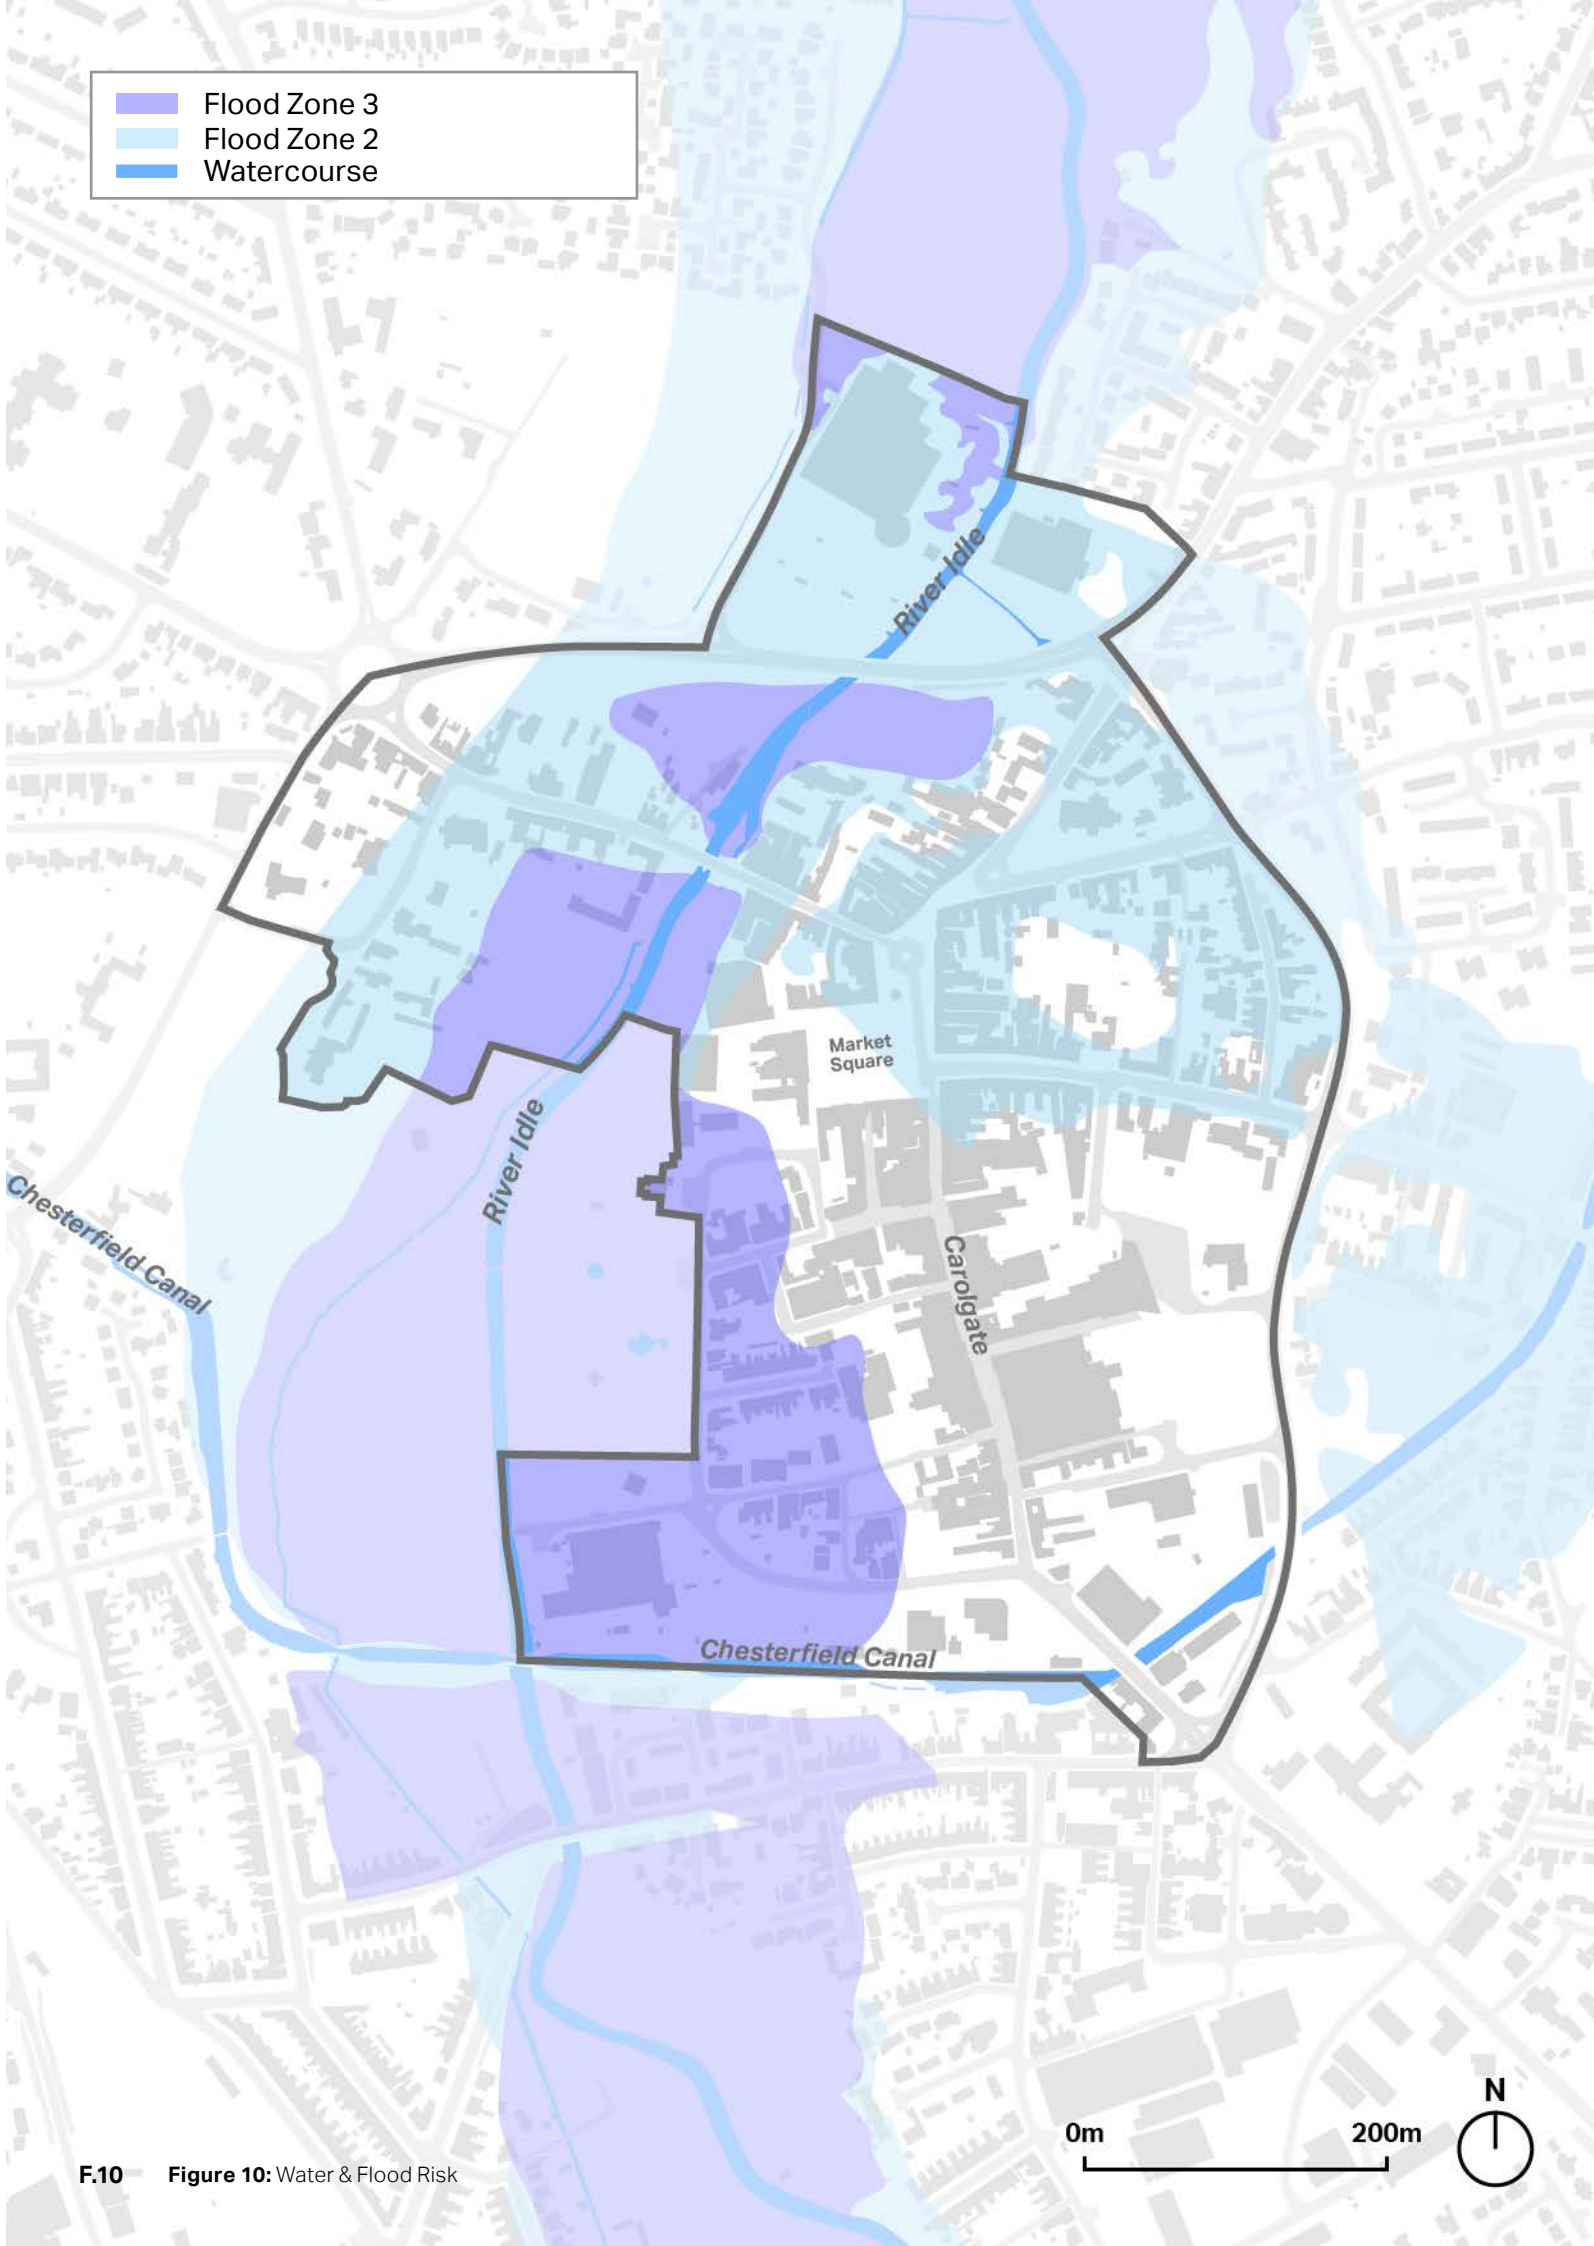 Flood Zone 3
Flood Zone 2
Watercourse
River Idle
Market
Square
River Idle
Chesterfield Canal
Carolgate
Chesterfield Canal
N
0m 200m
F.10 Figure 10: Water & Flood Risk